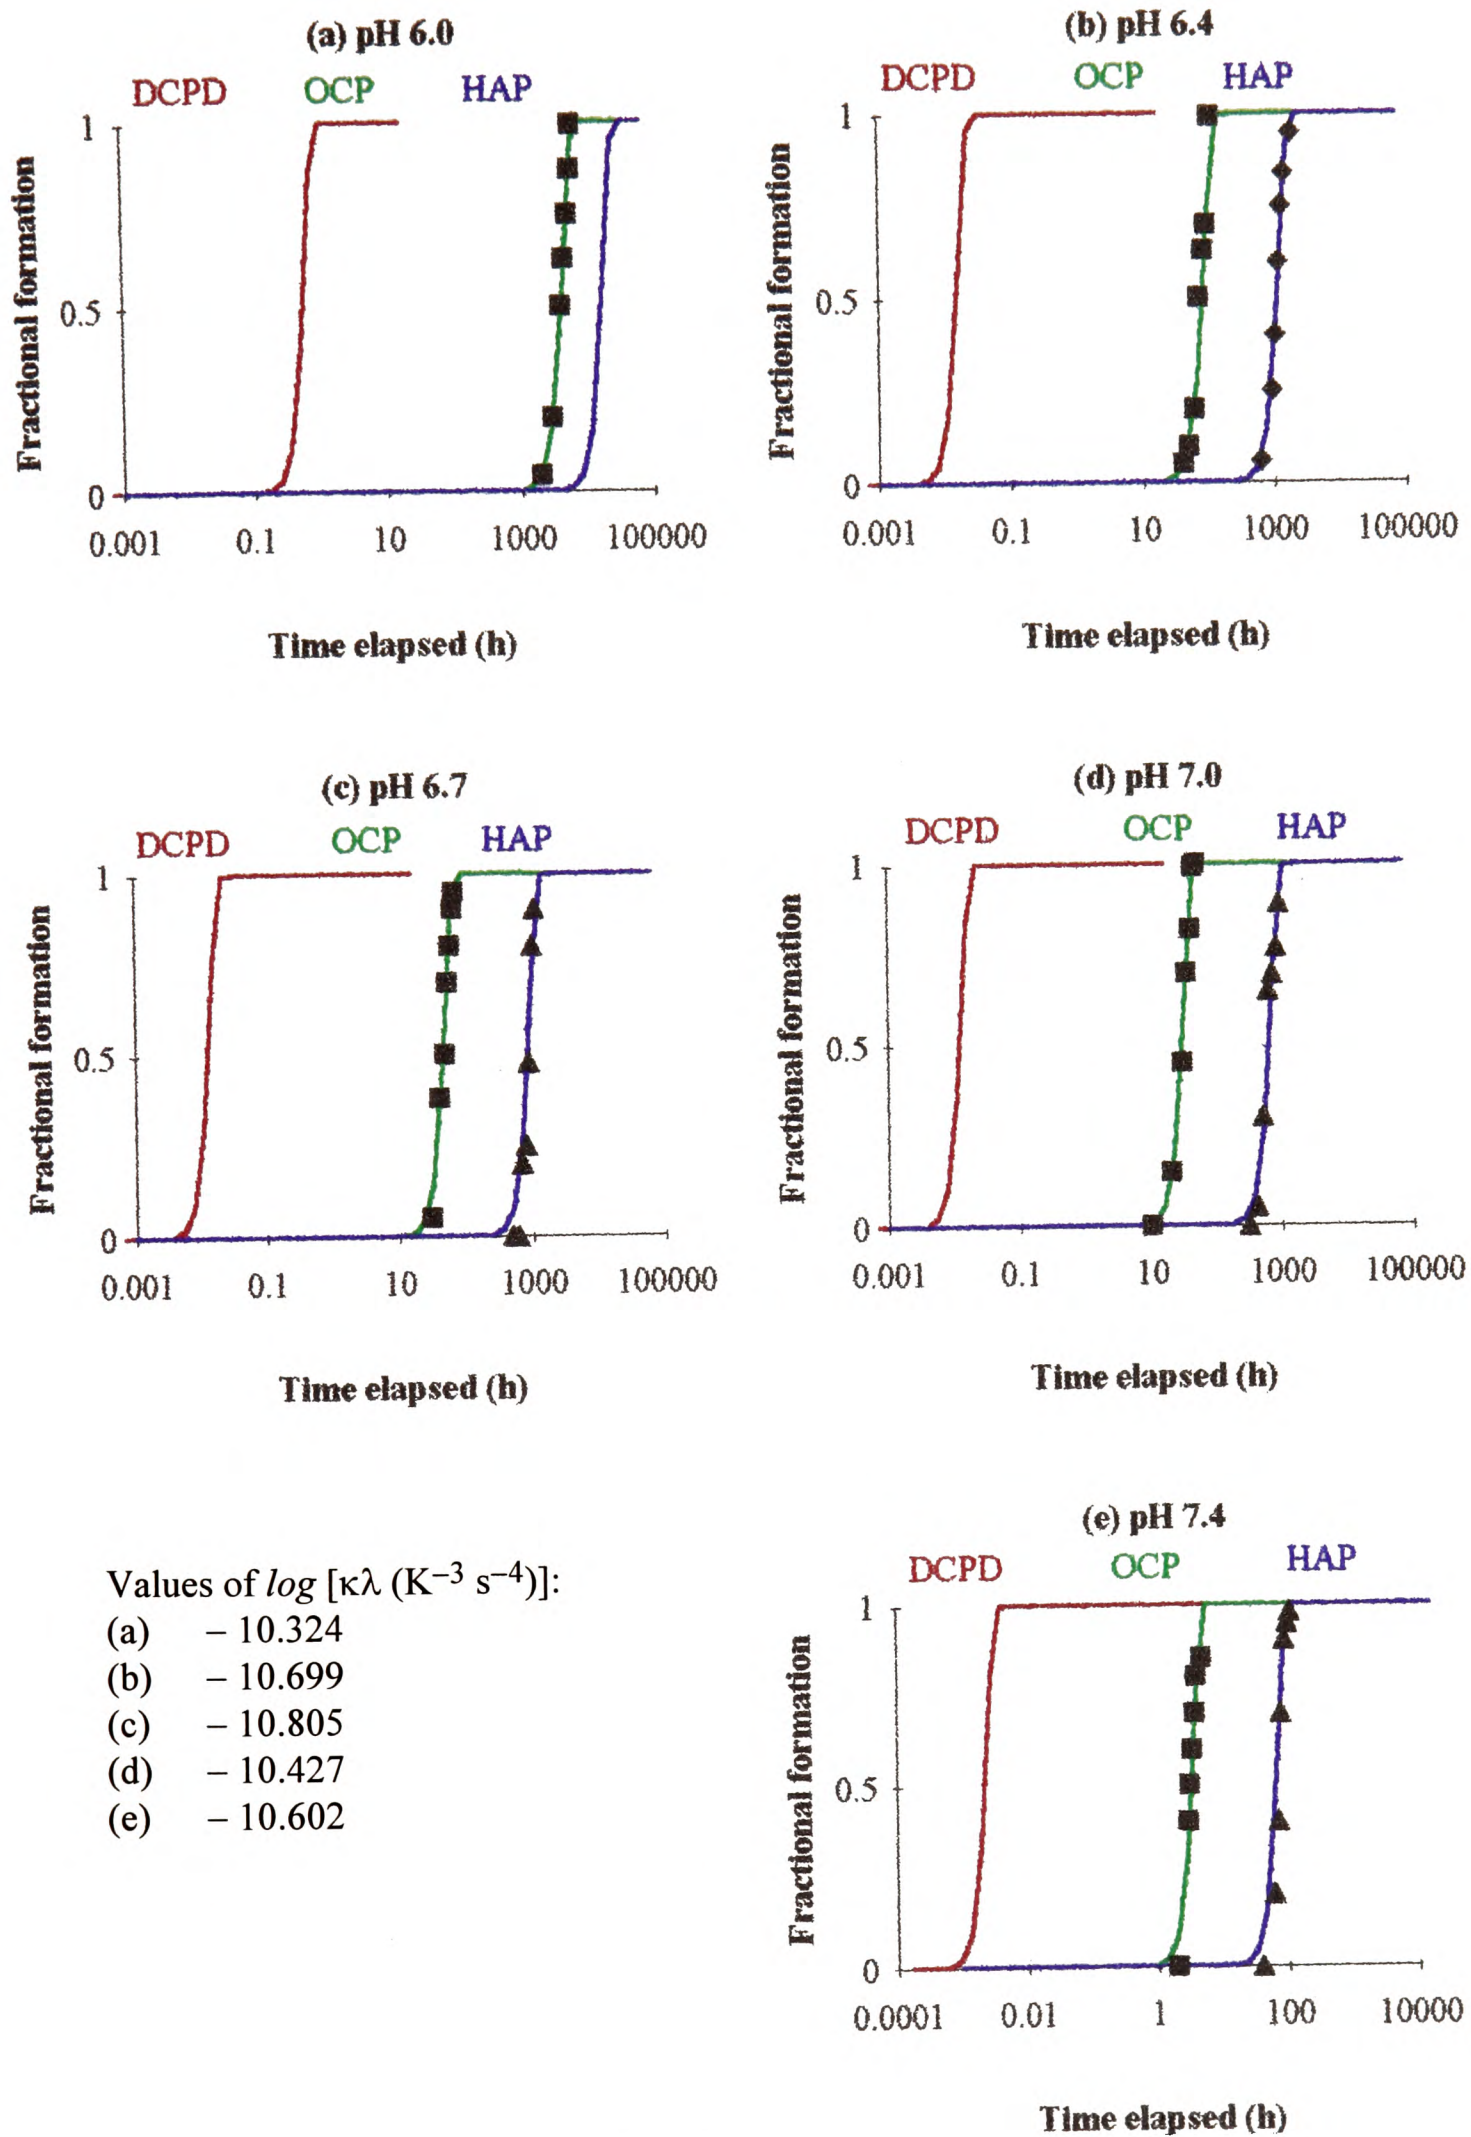 (a) pH 6.0
DCPD OCP HAP
Fractional formation
1
0.5
0
0.001 0.1 10 1000 100000
Time elapsed (h)
(b) pH 6.4
DCPD OCP HAP
Fractional formation
1
0.5
0
0.001 0.1 10 1000 100000
Time elapsed (h)
(c) pH 6.7
DCPD OCP HAP
Fractional formation
1
0.5
0
0.001 0.1 10 1000 100000
Time elapsed (h)
(d) pH 7.0
DCPD OCP HAP
Fractional formation
1
0.5
0
0.001 0.1 10 1000 100000
Time elapsed (h)
Values of log [κλ (K⁻³ s⁻⁴)]:
(a) – 10.324
(b) – 10.699
(c) – 10.805
(d) – 10.427
(e) – 10.602
(e) pH 7.4
DCPD OCP HAP
Fractional formation
1
0.5
0
0.0001 0.01 1 100 10000
Time elapsed (h)